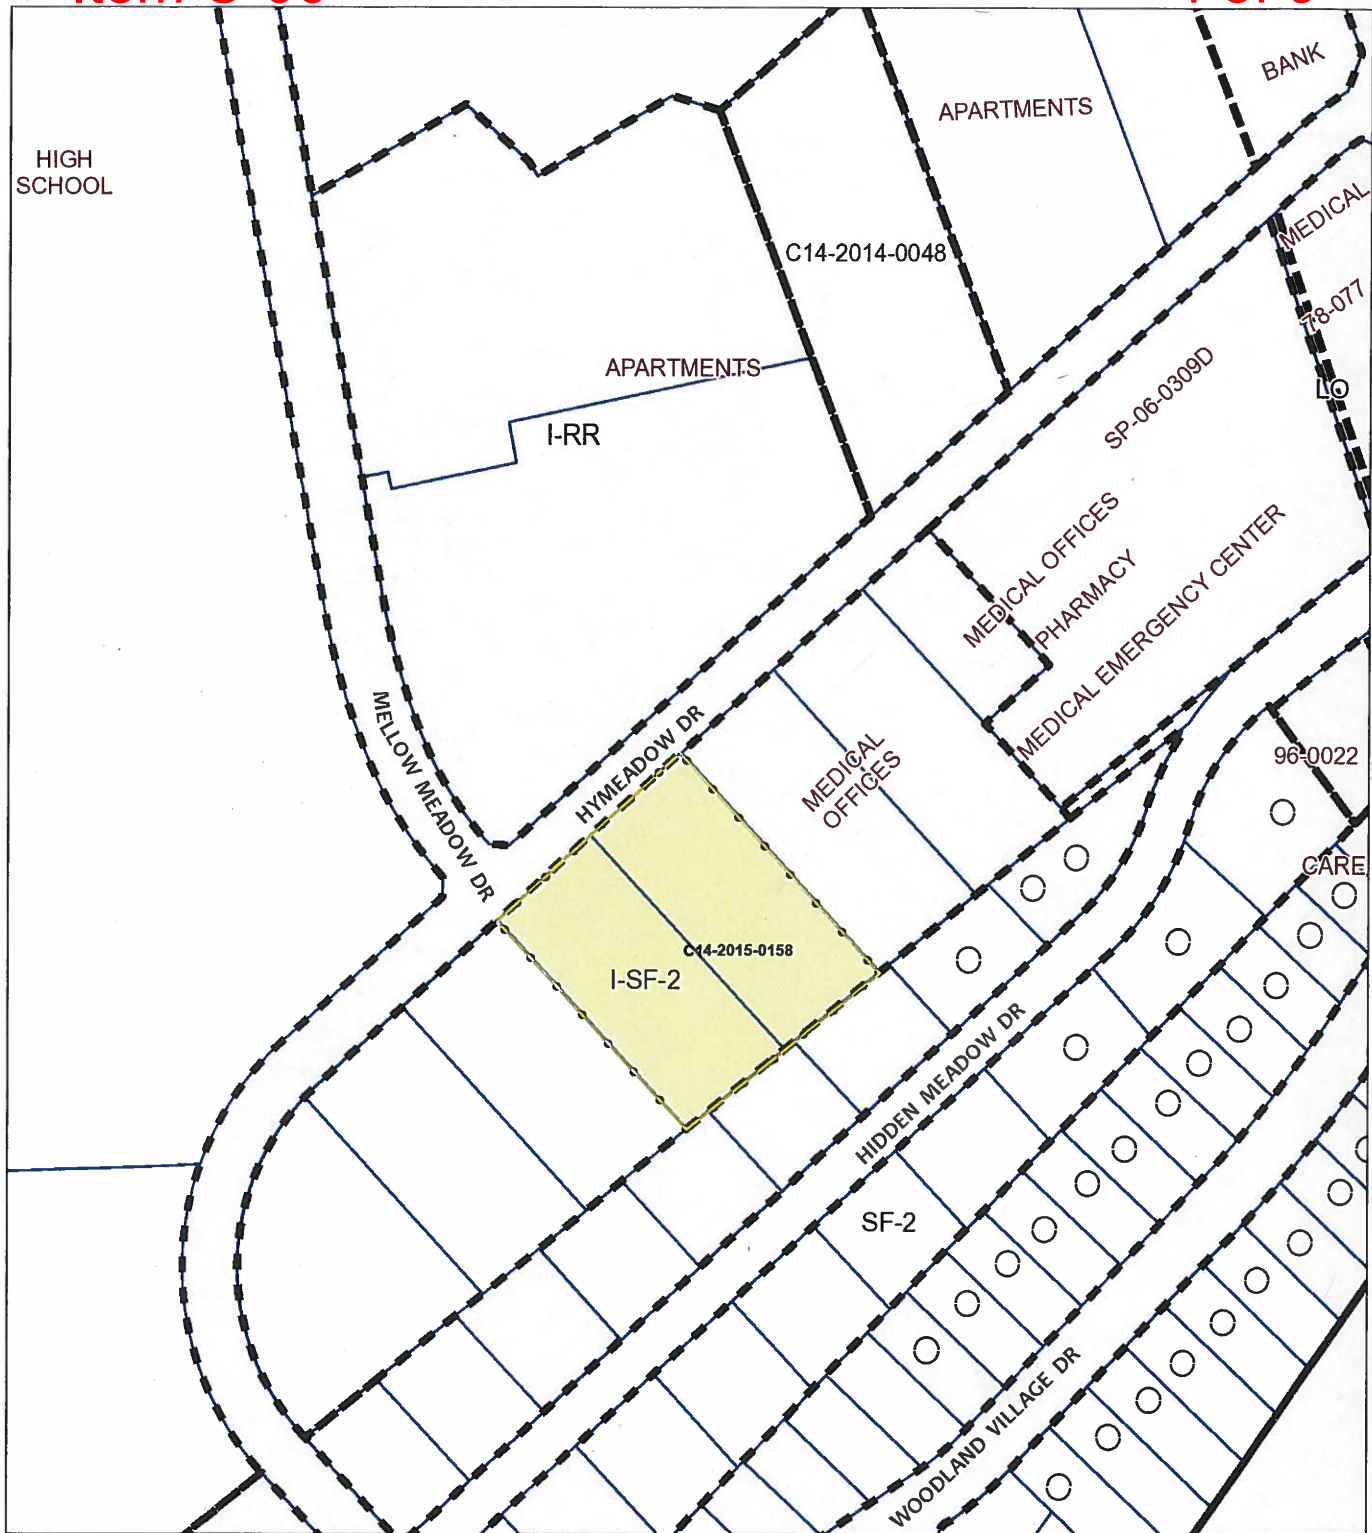 BANK
APARTMENTS
HIGH
SCHOOL
MEDICAL
C14-2014-0048
78-077
APARTMENTS
SP-06-0309D
LO
I-RR
MEDICAL OFFICES
PHARMACY
MEDICAL EMERGENCY CENTER
MELLOW MEADOW DR
HYMEADOW DR
MEDICAL
OFFICES
96-0022
CARE
C14-2015-0158
I-SF-2
HIDDEN MEADOW DR
SF-2
WOODLAND VILLAGE DR